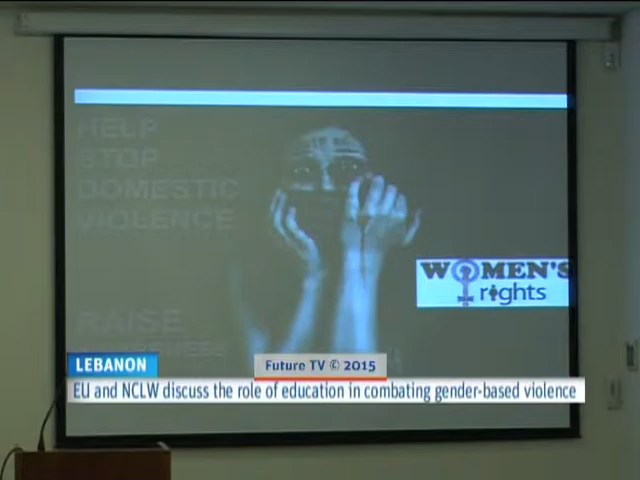 HELP
STOP
DOMESTIC
VIOLENCE
WOMEN'S
rights
RAISE
LEBANON
Future TV © 2015
EU and NCLW discuss the role of education in combating gender-based violence